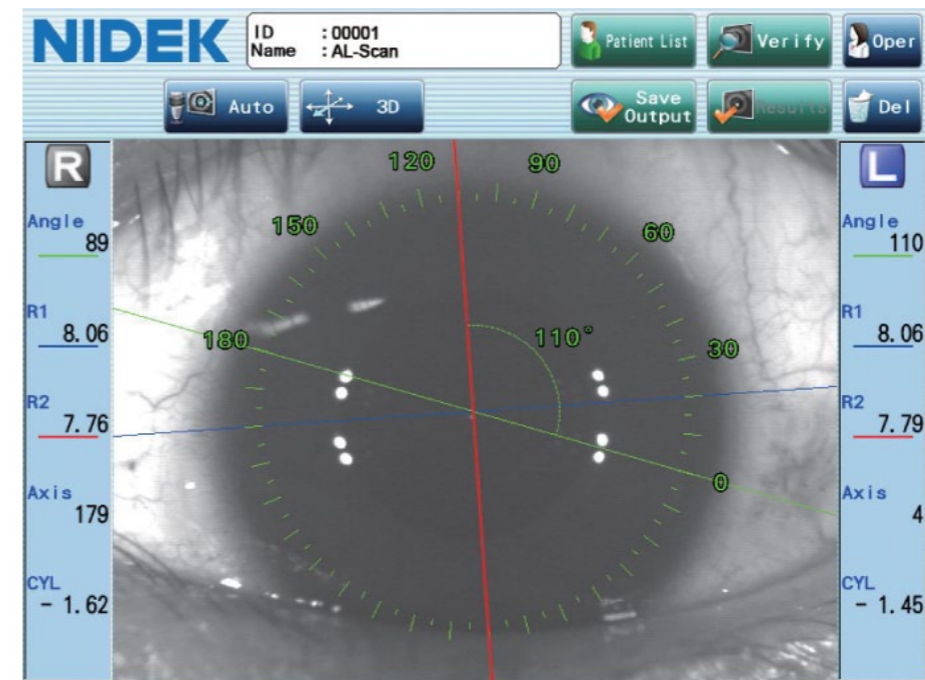 NIDEK
ID : 00001
Name : AL-Scan
Patient List
Verify
Oper
Auto
3D
Save Output
Results
Del
R
Angle
89
R1
8.06
R2
7.76
Axis
179
CYL
- 1.62
120
90
150
60
180
110°
30
0
L
Angle
110
R1
8.06
R2
7.79
Axis
4
CYL
- 1.45